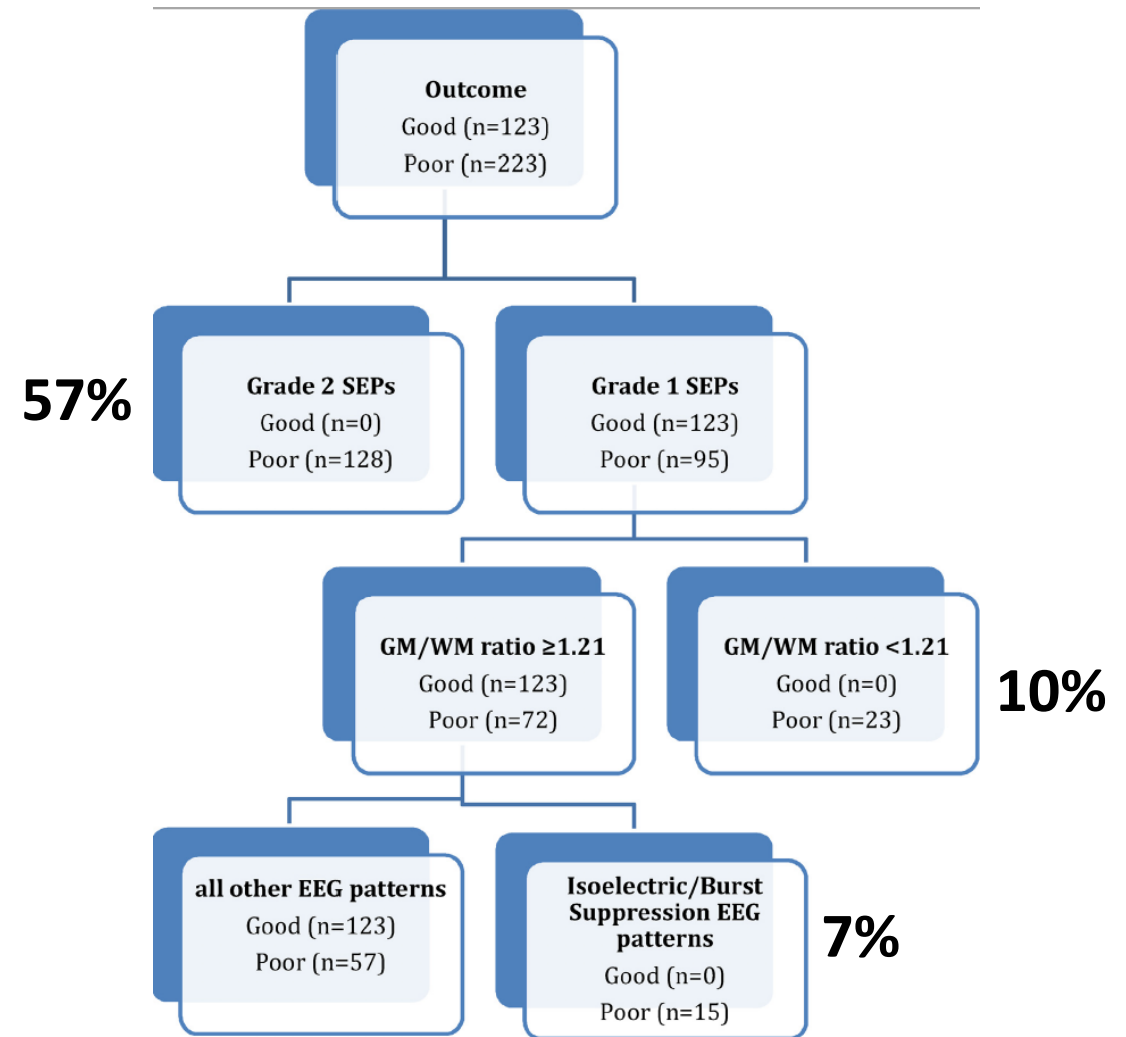 Outcome
Good (n=123)
Poor (n=223)
57%
Grade 2 SEPs
Good (n=0)
Poor (n=128)
Grade 1 SEPs
Good (n=123)
Poor (n=95)
GM/WM ratio ≥1.21
Good (n=123)
Poor (n=72)
GM/WM ratio <1.21
Good (n=0)
Poor (n=23)
10%
all other EEG patterns
Good (n=123)
Poor (n=57)
Isoelectric/Burst
Suppression EEG
patterns
Good (n=0)
Poor (n=15)
7%